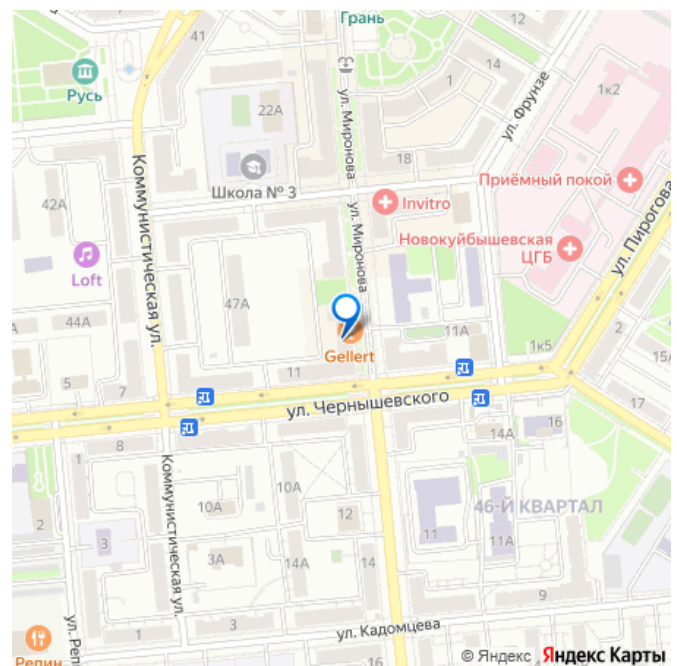 Грань
41
12
14
1
1к2
Русь
22А
ул. Миронова
ул. Фрунзе
18
Школа № 3
Приёмный покой
42А
Коммунистическая ул.
ул. Миронова
Invitro
Новокуйбышевская
ЦГБ
ул. Пирогова
Loft
47А
44А
11А
2
Gellert
1к5
15А
5
7
11
ул. Чернышевского
17
16
14А
1
8
10А
10А
46-Й КВАРТАЛ
2
3
12
11
11А
Коммунистическая ул.
3А
14А
14
9
1
3
ул. Кадомцева
ул. Репи
Репин
© Яндекс Яндекс Карты